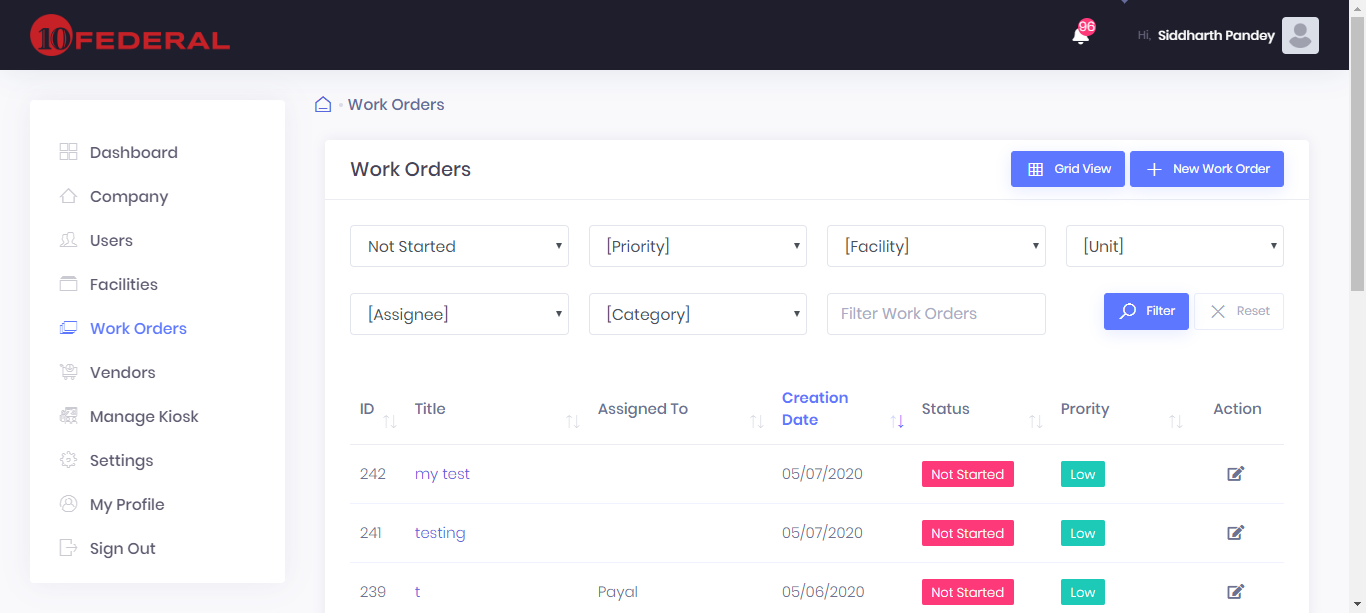 10 FEDERAL
96
Hi, Siddharth Pandey
Work Orders
Dashboard
Company
Users
Facilities
Work Orders
Vendors
Manage Kiosk
Settings
My Profile
Sign Out
Work Orders
Grid View
New Work Order
Not Started
[Priority]
[Facility]
[Unit]
[Assignee]
[Category]
Filter Work Orders
Filter
Reset
ID Title Assigned To Creation Date Status Prority Action
242 my test 05/07/2020 Not Started Low
241 testing 05/07/2020 Not Started Low
239 t Payal 05/06/2020 Not Started Low